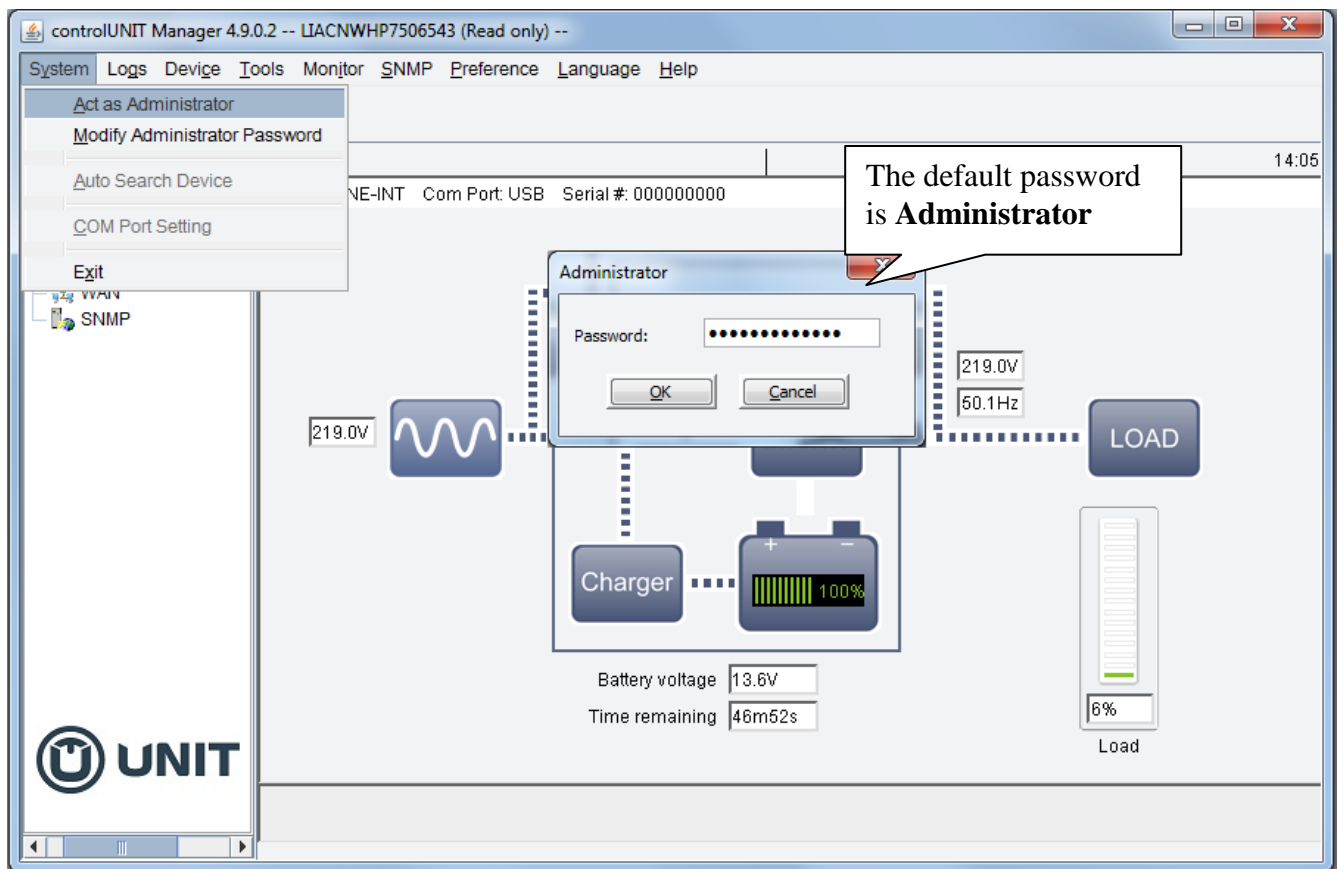 controlUNIT Manager 4.9.0.2 -- LIACNWHP7506543 (Read only) --
System Logs Device Tools Monitor SNMP Preference Language Help
Act as Administrator
Modify Administrator Password
Auto Search Device
COM Port Setting
Exit
14:05
The default password
is Administrator
NE-INT Com Port: USB Serial #: 000000000
WAN
SNMP
Administrator
Password: •••••••••••••
OK Cancel
219.0V
50.1Hz
219.0V
LOAD
Charger
+ −
100%
Battery voltage 13.6V
Time remaining 46m52s
6%
Load
UNIT